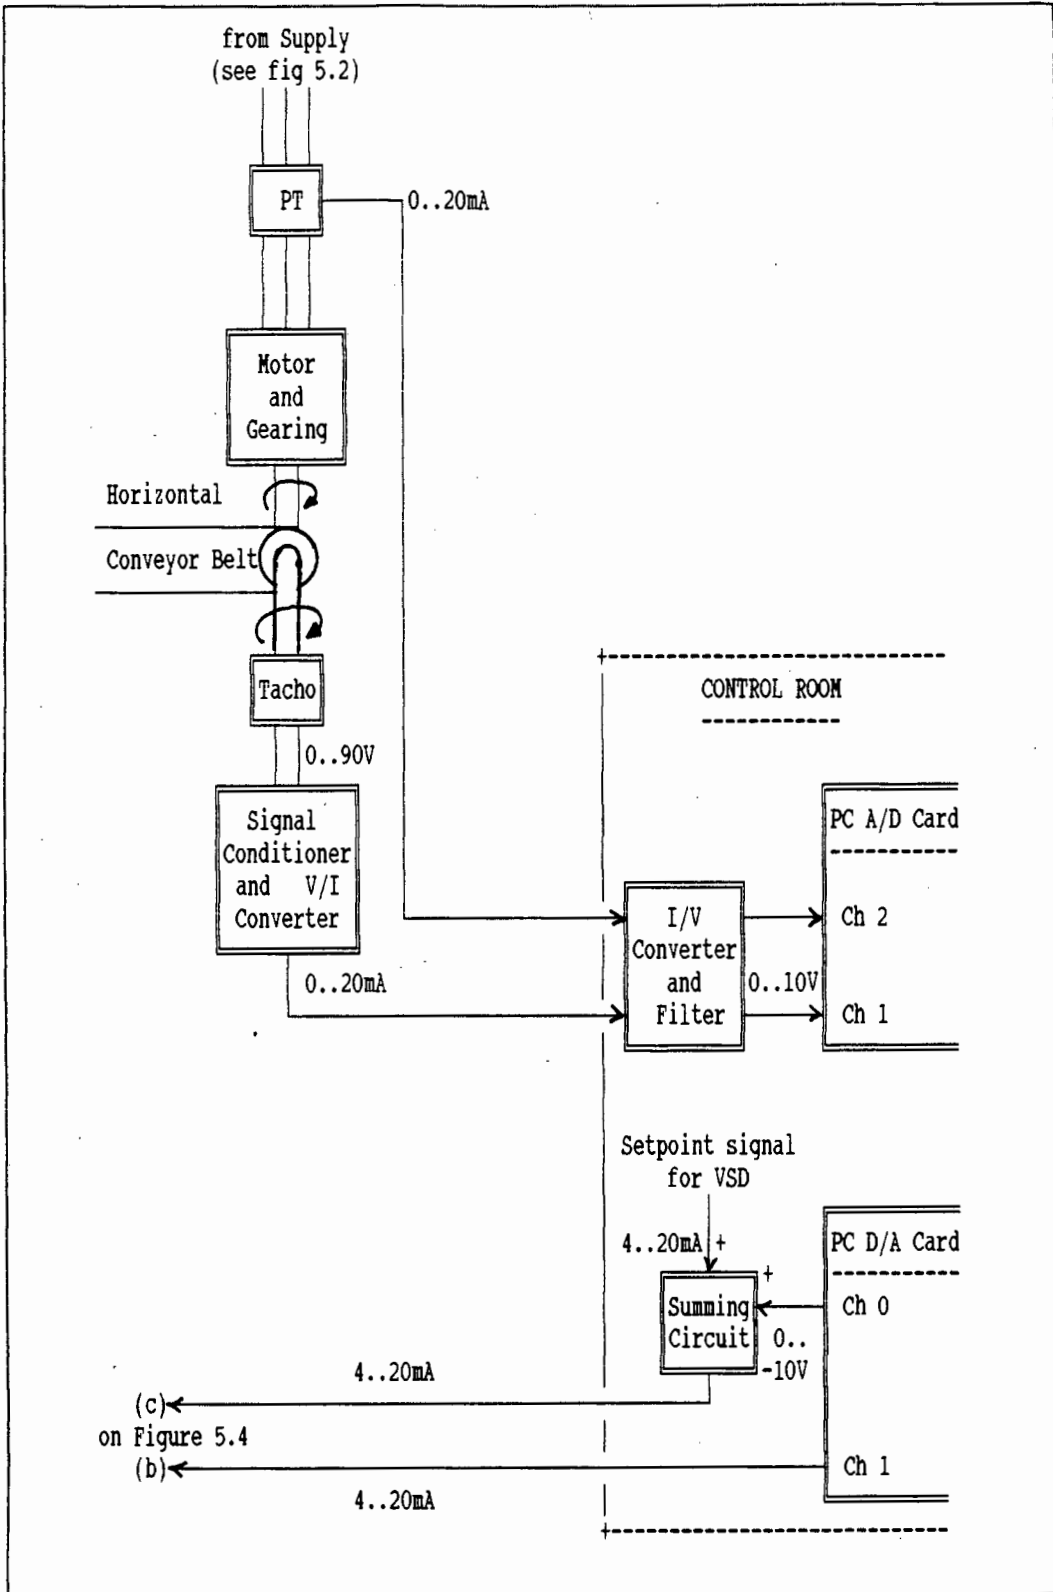 from Supply
(see fig 5.2)
PT
0..20mA
Motor
and
Gearing
Horizontal
Conveyor Belt
Tacho
0..90V
CONTROL ROOM
Signal
Conditioner
and V/I
Converter
0..20mA
PC A/D Card
I/V
Converter
and
Filter
Ch 2
0..10V
Ch 1
Setpoint signal
for VSD
4..20mA +
+
Summing
Circuit
0..
-10V
PC D/A Card
Ch 0
4..20mA
(c)
on Figure 5.4
(b)
4..20mA
Ch 1